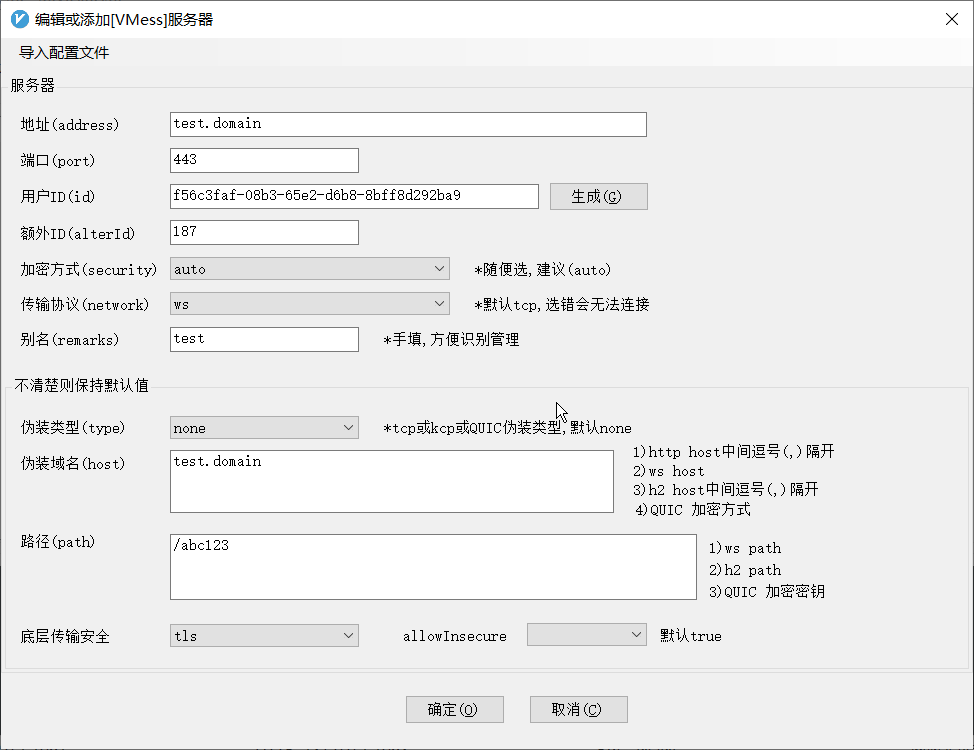 编辑或添加[VMess]服务器
导入配置文件
服务器
地址(address) test.domain
端口(port) 443
用户ID(id) f56c3faf-08b3-65e2-d6b8-8bff8d292ba9 生成(G)
额外ID(alterId) 187
加密方式(security) auto *随便选,建议(auto)
传输协议(network) ws *默认tcp,选错会无法连接
别名(remarks) test *手填,方便识别管理
不清楚则保持默认值
伪装类型(type) none *tcp或kcp或QUIC伪装类型,默认none
伪装域名(host) test.domain
1)http host中间逗号(,)隔开
2)ws host
3)h2 host中间逗号(,)隔开
4)QUIC 加密方式
路径(path) /abc123
1)ws path
2)h2 path
3)QUIC 加密密钥
底层传输安全 tls allowInsecure 默认true
确定(O) 取消(C)